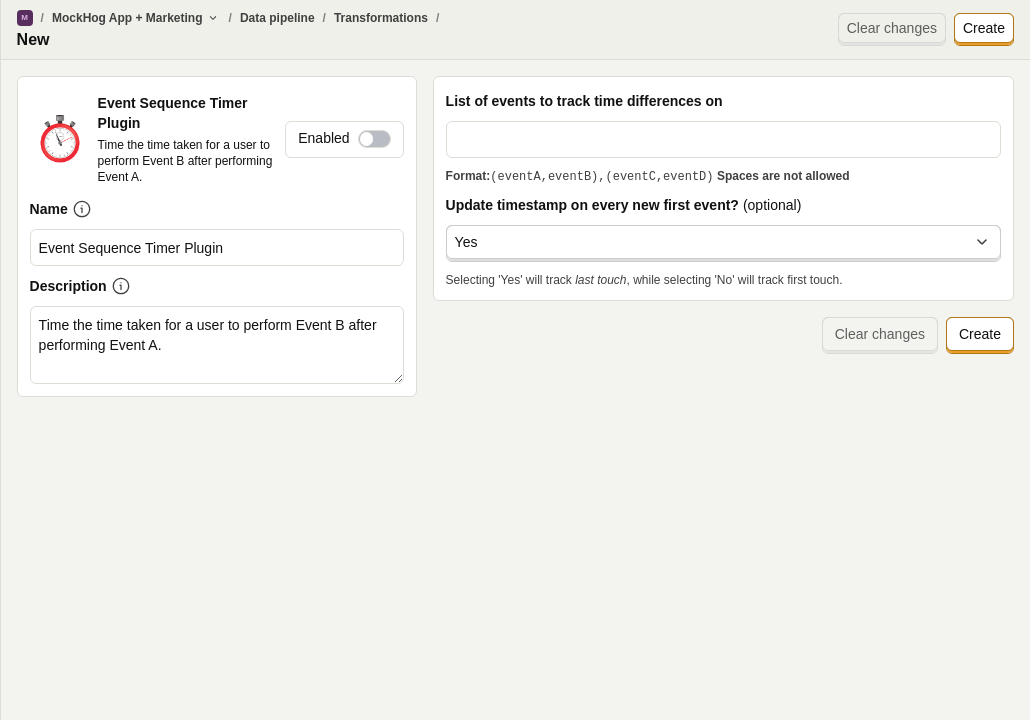 M / MockHog App + Marketing / Data pipeline / Transformations /
New
Clear changes
Create
Event Sequence Timer
Plugin
Time the time taken for a user to
perform Event B after performing
Event A.
Enabled
Name
Event Sequence Timer Plugin
Description
Time the time taken for a user to perform Event B after
performing Event A.
List of events to track time differences on
Format:(eventA,eventB),(eventC,eventD) Spaces are not allowed
Update timestamp on every new first event? (optional)
Yes
Selecting 'Yes' will track last touch, while selecting 'No' will track first touch.
Clear changes
Create